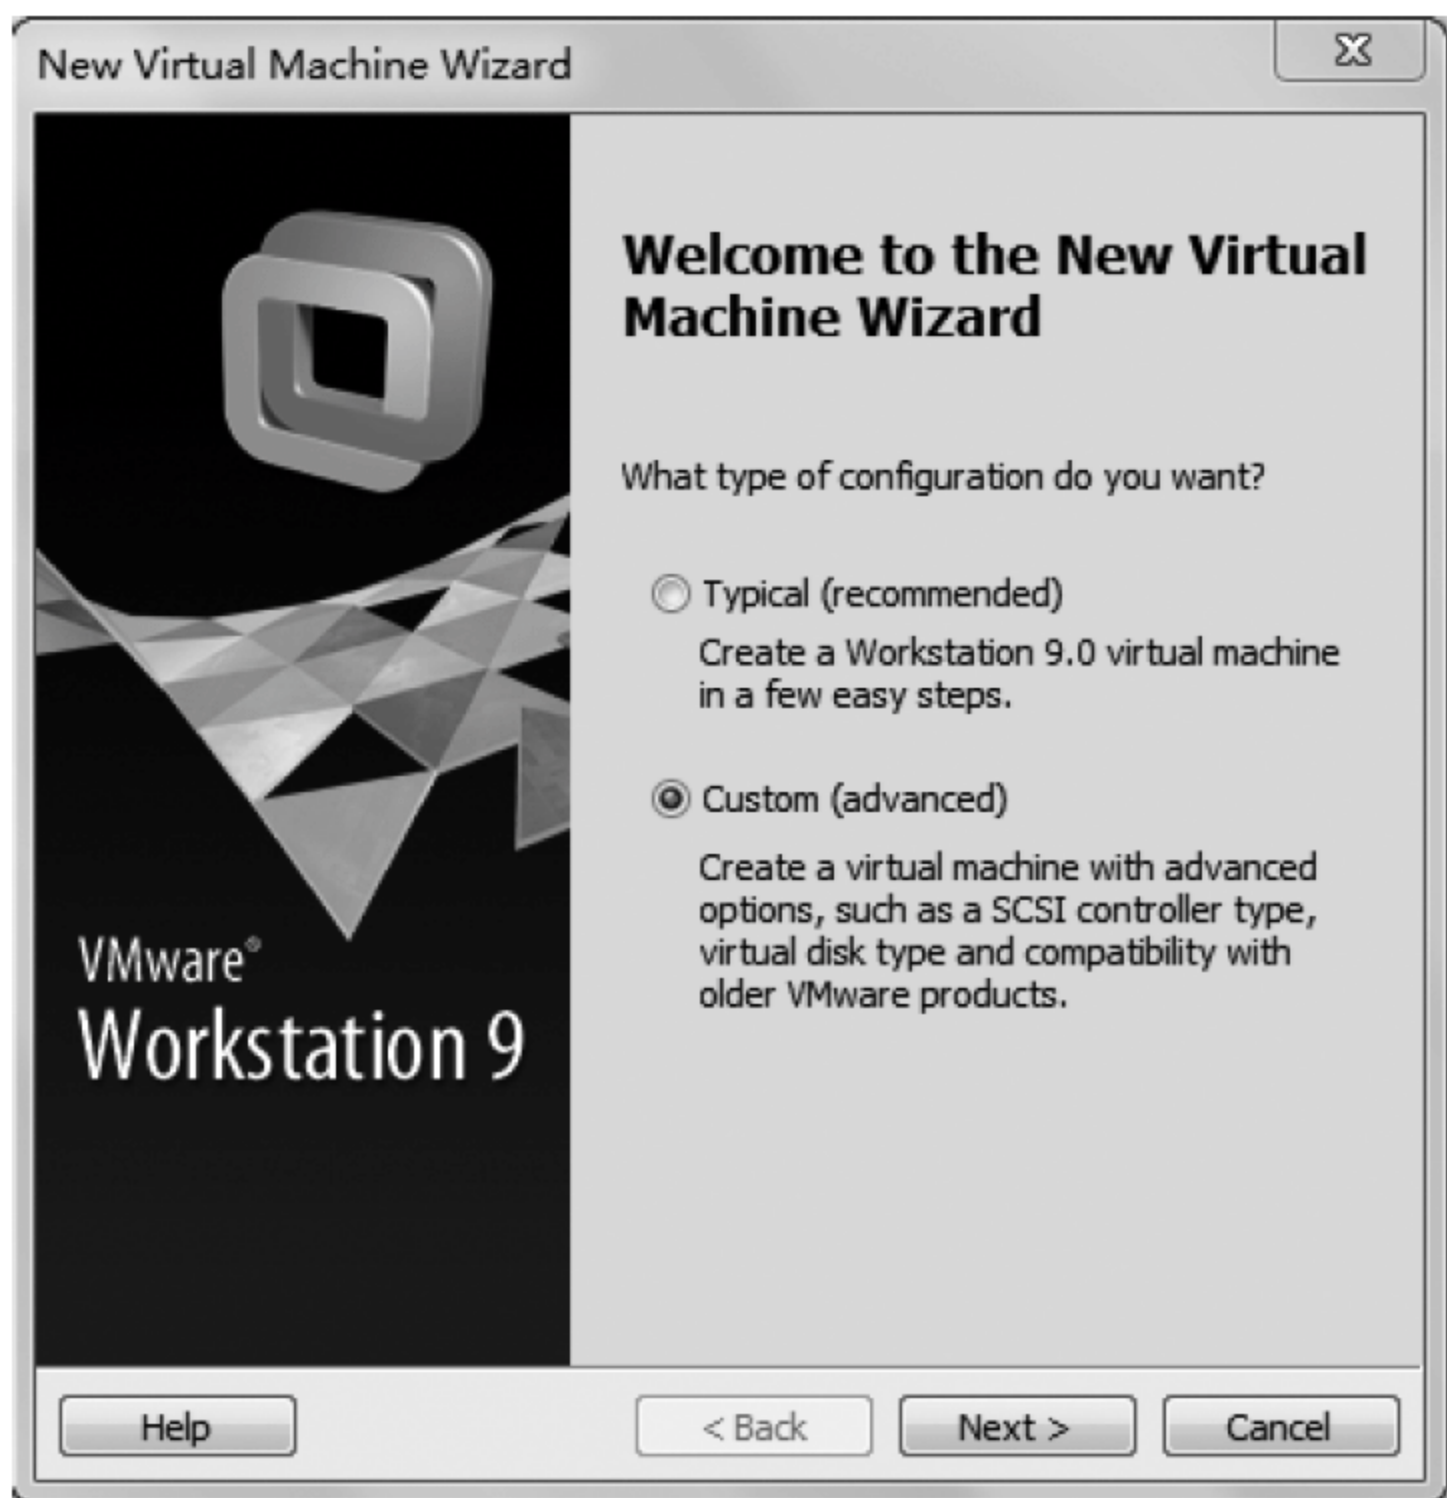 New Virtual Machine Wizard
Welcome to the New Virtual
Machine Wizard
What type of configuration do you want?
Typical (recommended)
Create a Workstation 9.0 virtual machine
in a few easy steps.
Custom (advanced)
Create a virtual machine with advanced
options, such as a SCSI controller type,
virtual disk type and compatibility with
older VMware products.
VMware®
Workstation 9
Help
< Back
Next >
Cancel